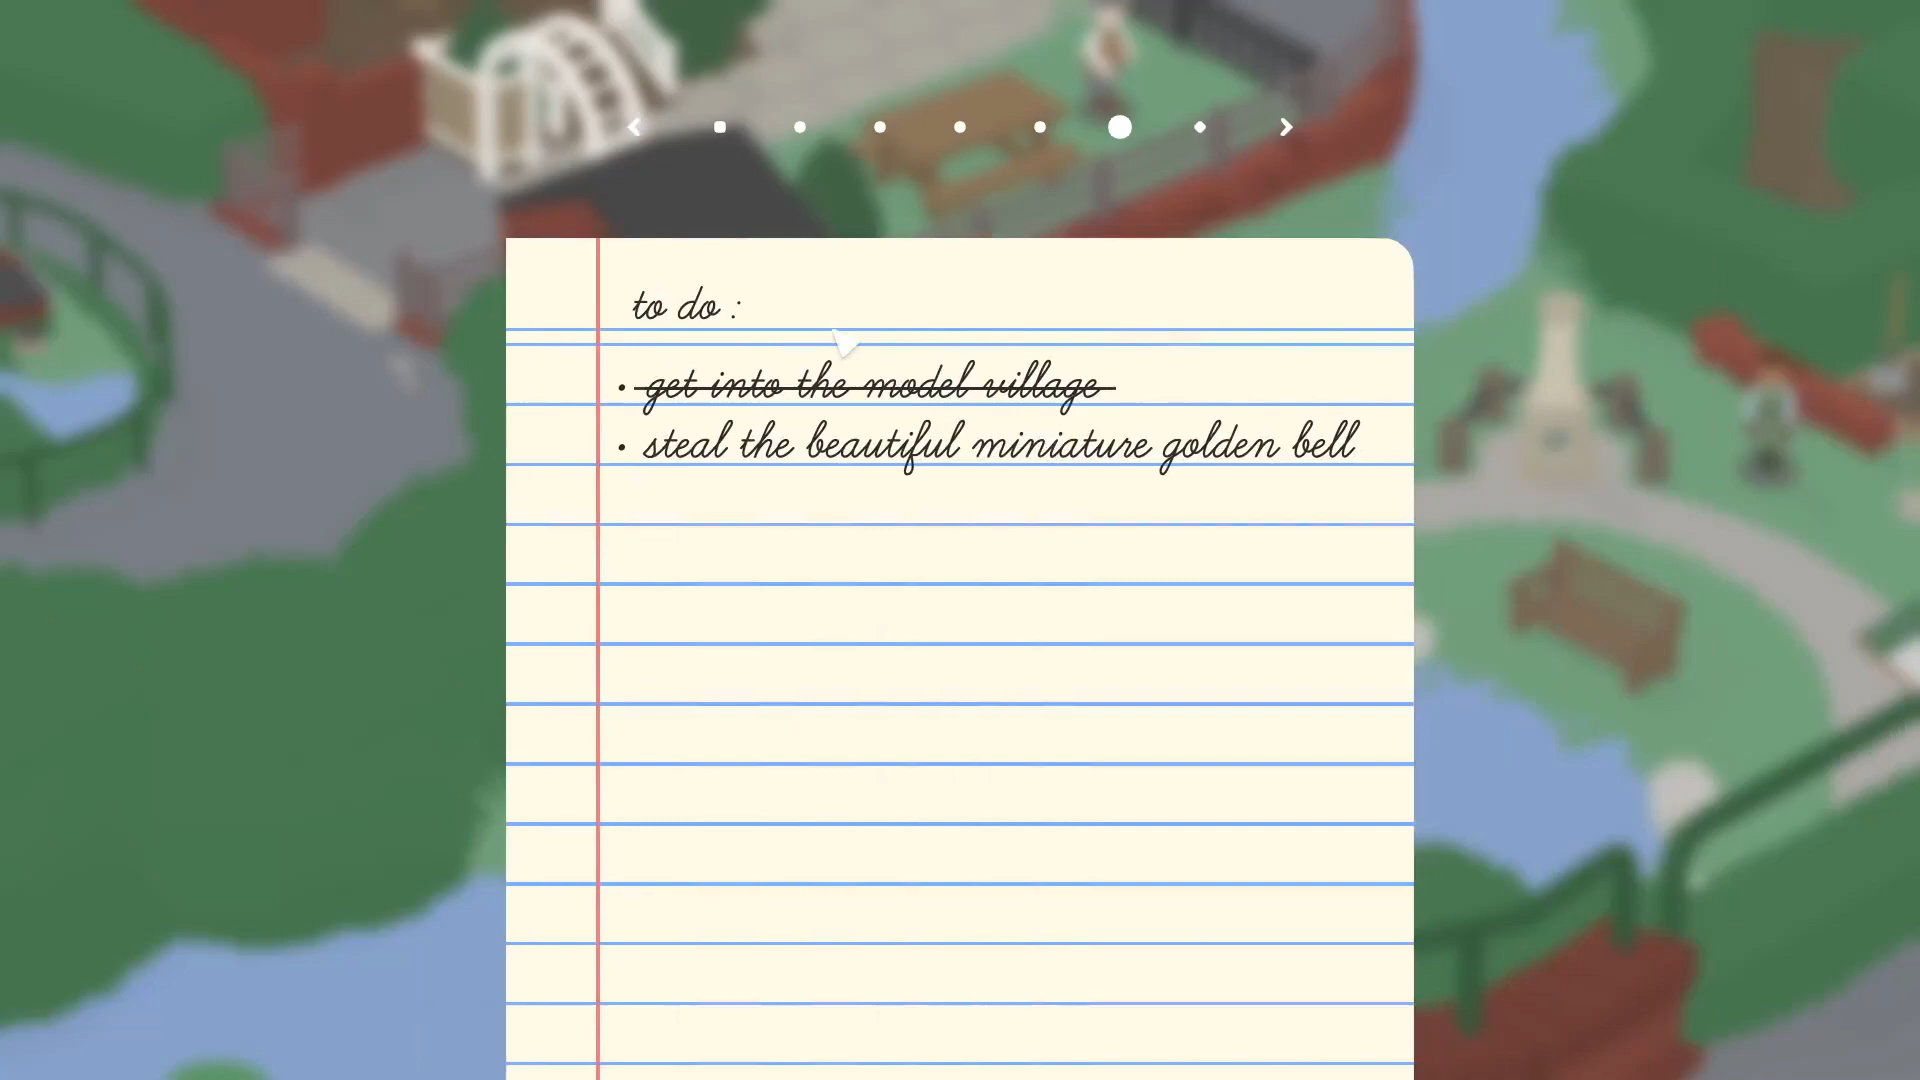 to do :
• get into the model village
• steal the beautiful miniature golden bell